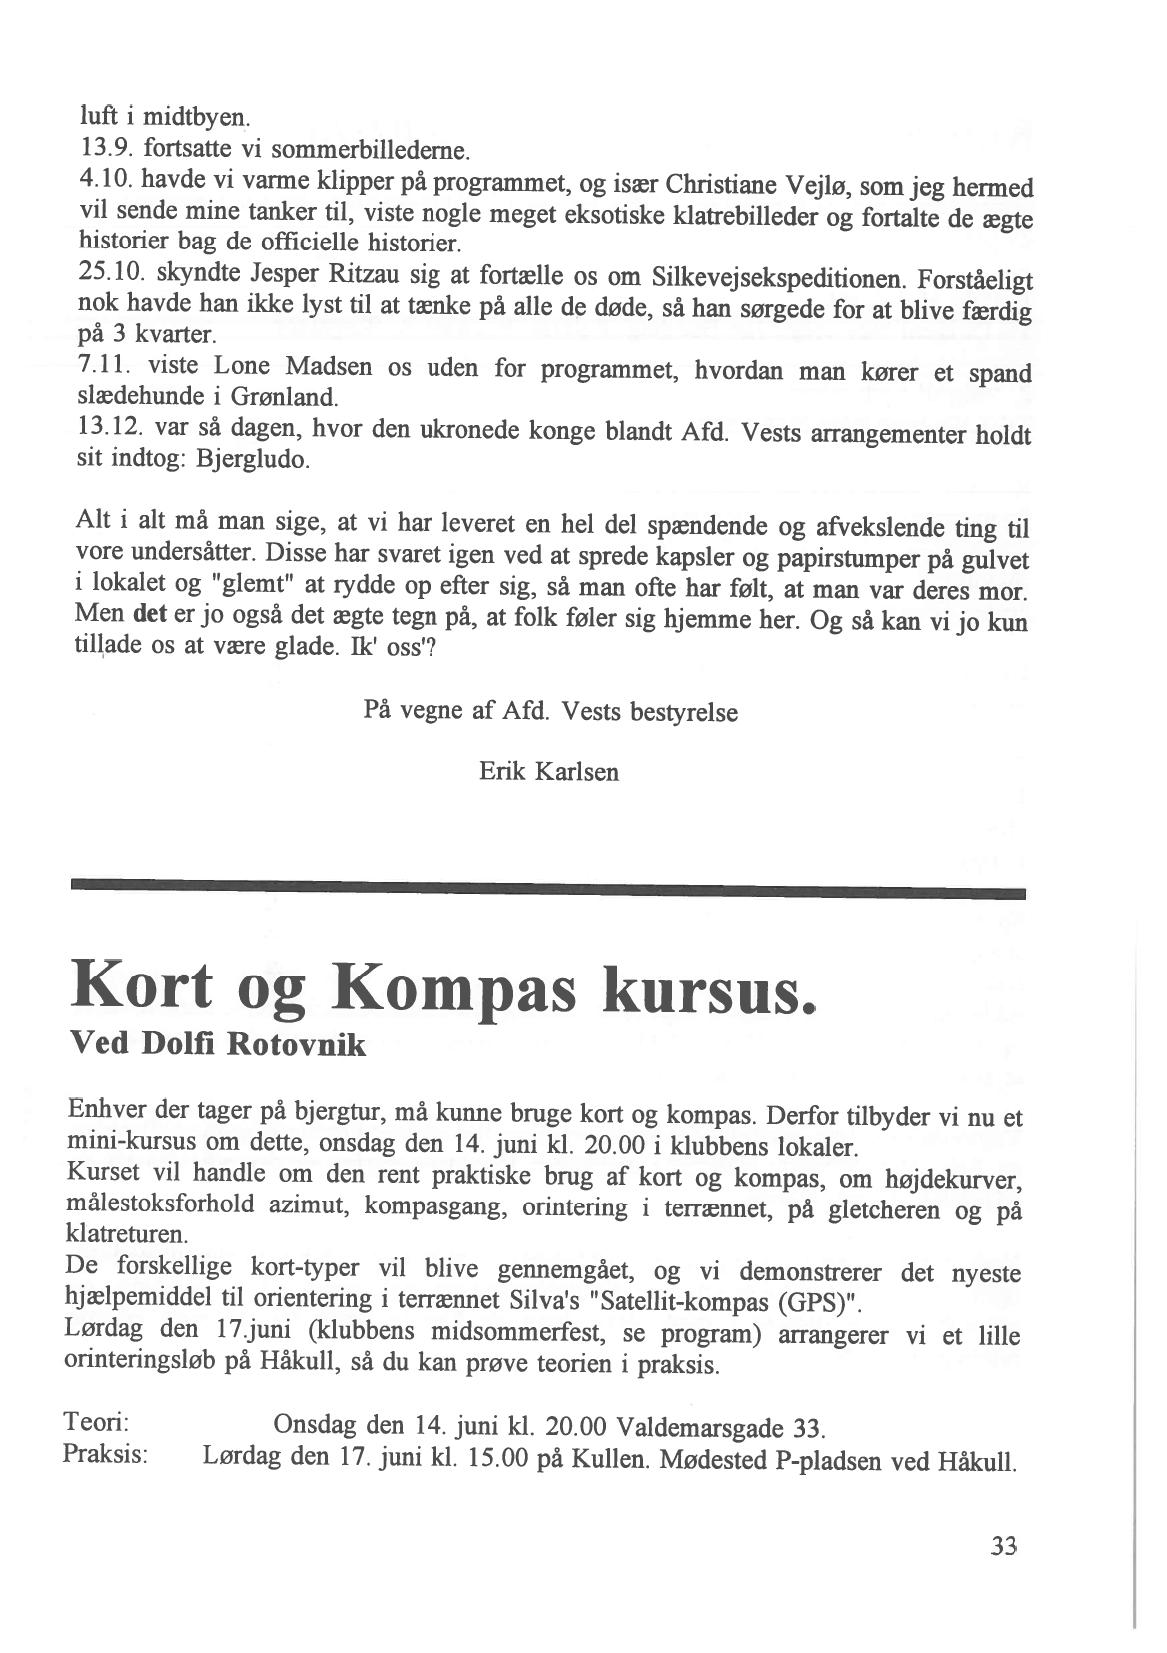 luft i midtbyen.
13.9. fortsatte vi sommerbillederne.
4.10. havde vi varme klipper på programmet, og især Christiane Vejlø, som jeg hermed
vil sende mine tanker til, viste nogle meget eksotiske klatrebilleder og fortalte de ægte
historier bag de officielle historier.
25.10. skyndte Jesper Ritzau sig at fortælle os om Silkevejsekspeditionen. Forståeligt
nok havde han ikke lyst til at tænke på alle de døde, så han sørgede for at blive færdig
på 3 kvarter.
7.11. viste Lone Madsen os uden for programmet, hvordan man kører et spand
slædehunde i Grønland.
13.12. var så dagen, hvor den ukronede konge blandt Afd. Vests arrangementer holdt
sit indtog: Bjergludo.
Alt i alt må man sige, at vi har leveret en hel del spændende og afvekslende ting til
vore undersåtter. Disse har svaret igen ved at sprede kapsler og papirstumper på gulvet
i lokalet og "glemt" at rydde op efter sig, så man ofte har følt, at man var deres mor.
Men det er jo også det ægte tegn på, at folk føler sig hjemme her. Og så kan vi jo kun
tillade os at være glade. Ik' oss'?
På vegne af Afd. Vests bestyrelse
Erik Karlsen
Kort og Kompas kursus.
Ved Dolfi Rotovnik
Enhver der tager på bjergtur, må kunne bruge kort og kompas. Derfor tilbyder vi nu et
mini-kursus om dette, onsdag den 14. juni kl. 20.00 i klubbens lokaler.
Kurset vil handle om den rent praktiske brug af kort og kompas, om højdekurver,
målestoksforhold azimut, kompasgang, orintering i terrænnet, på gletcheren og på
klatreturen.
De forskellige kort-typer vil blive gennemgået, og vi demonstrerer det nyeste
hjælpemiddel til orientering i terrænnet Silva's "Satellit-kompas (GPS)".
Lørdag den 17.juni (klubbens midsommerfest, se program) arrangerer vi et lille
orinteringsløb på Håkull, så du kan prøve teorien i praksis.
Teori: Onsdag den 14. juni kl. 20.00 Valdemarsgade 33.
Praksis: Lørdag den 17. juni kl. 15.00 på Kullen. Mødested P-pladsen ved Håkull.
33